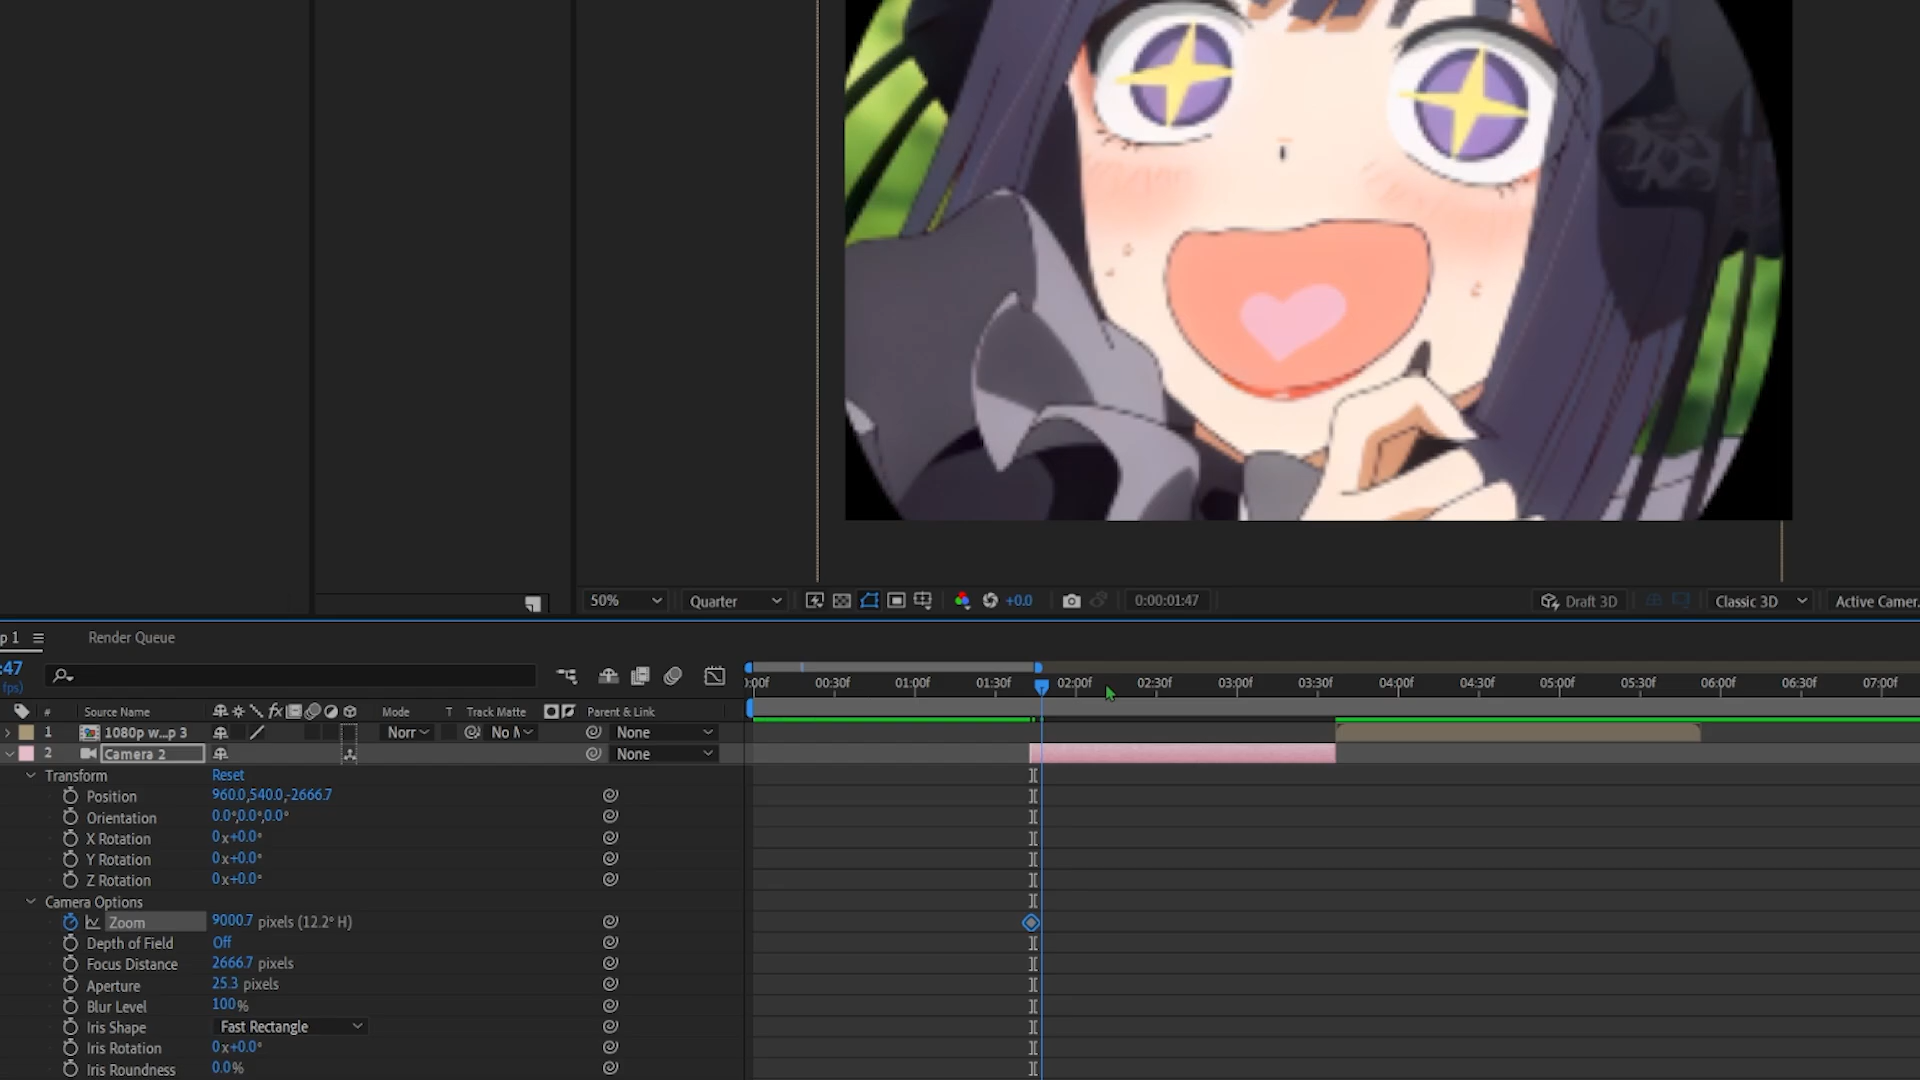 50%
Quarter
+0.0
0:00:01:47
Draft 3D
Classic 3D
Active Camer.
p 1
Render Queue
:47
fps)
:00f 00:30f 01:00f 01:30f 02:00f 02:30f 03:00f 03:30f 04:00f 04:30f 05:00f 05:30f 06:00f 06:30f 07:00f
# Source Name fx Mode T Track Matte Parent & Link
1 1080p w...p 3 Norr No M None
2 Camera 2 None
Transform Reset
Position 960.0,540.0,-2666.7
Orientation 0.0°,0.0°,0.0°
X Rotation 0x+0.0°
Y Rotation 0x+0.0°
Z Rotation 0x+0.0°
Camera Options
Zoom 9000.7 pixels (12.2° H)
Depth of Field Off
Focus Distance 2666.7 pixels
Aperture 25.3 pixels
Blur Level 100%
Iris Shape Fast Rectangle
Iris Rotation 0x+0.0°
Iris Roundness 0.0%